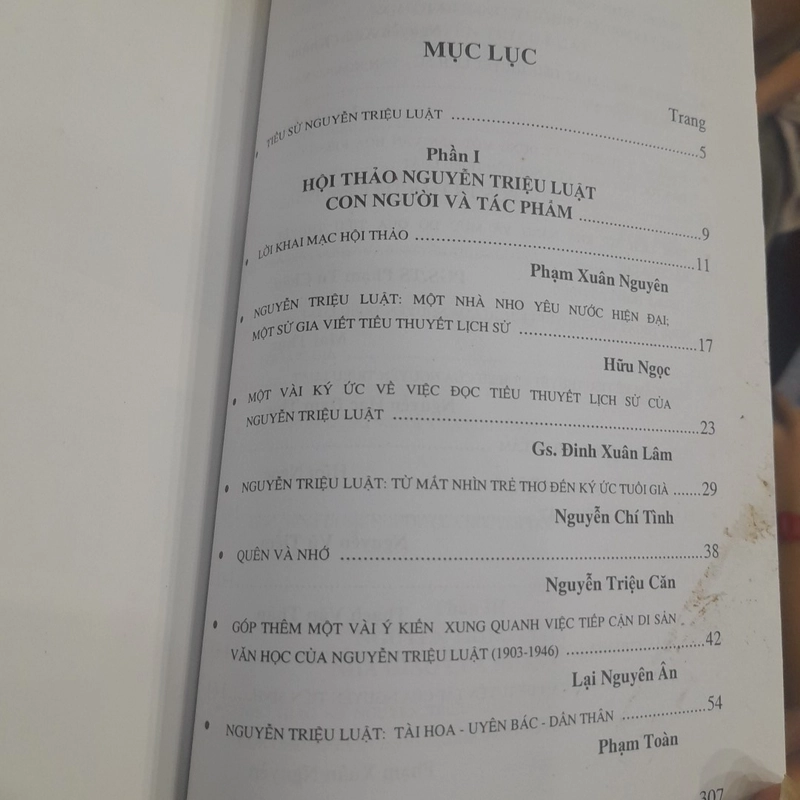 MỤC LỤC
Trang
• TIỂU SỬ NGUYỄN TRIỆU LUẬT ..........5
Phần I
HỘI THẢO NGUYỄN TRIỆU LUẬT
CON NGƯỜI VÀ TÁC PHẨM ..........9
• LỜI KHAI MẠC HỘI THẢO ..........11
Phạm Xuân Nguyên
• NGUYỄN TRIỆU LUẬT: MỘT NHÀ NHO YÊU NƯỚC HIỆN ĐẠI;
MỘT SỬ GIA VIẾT TIỂU THUYẾT LỊCH SỬ ..........17
Hữu Ngọc
• MỘT VÀI KÝ ỨC VỀ VIỆC ĐỌC TIỂU THUYẾT LỊCH SỬ CỦA
NGUYỄN TRIỆU LUẬT ..........23
Gs. Đinh Xuân Lâm
• NGUYỄN TRIỆU LUẬT: TỪ MẮT NHÌN TRẺ THƠ ĐẾN KÝ ỨC TUỔI GIÀ .......29
Nguyễn Chí Tình
• QUÊN VÀ NHỚ ..........38
Nguyễn Triệu Căn
• GÓP THÊM MỘT VÀI Ý KIẾN XUNG QUANH VIỆC TIẾP CẬN DI SẢN
VĂN HỌC CỦA NGUYỄN TRIỆU LUẬT (1903-1946) ..........42
Lại Nguyên Ân
• NGUYỄN TRIỆU LUẬT: TÀI HOA - UYÊN BÁC - DẤN THÂN ..........54
Phạm Toàn
307